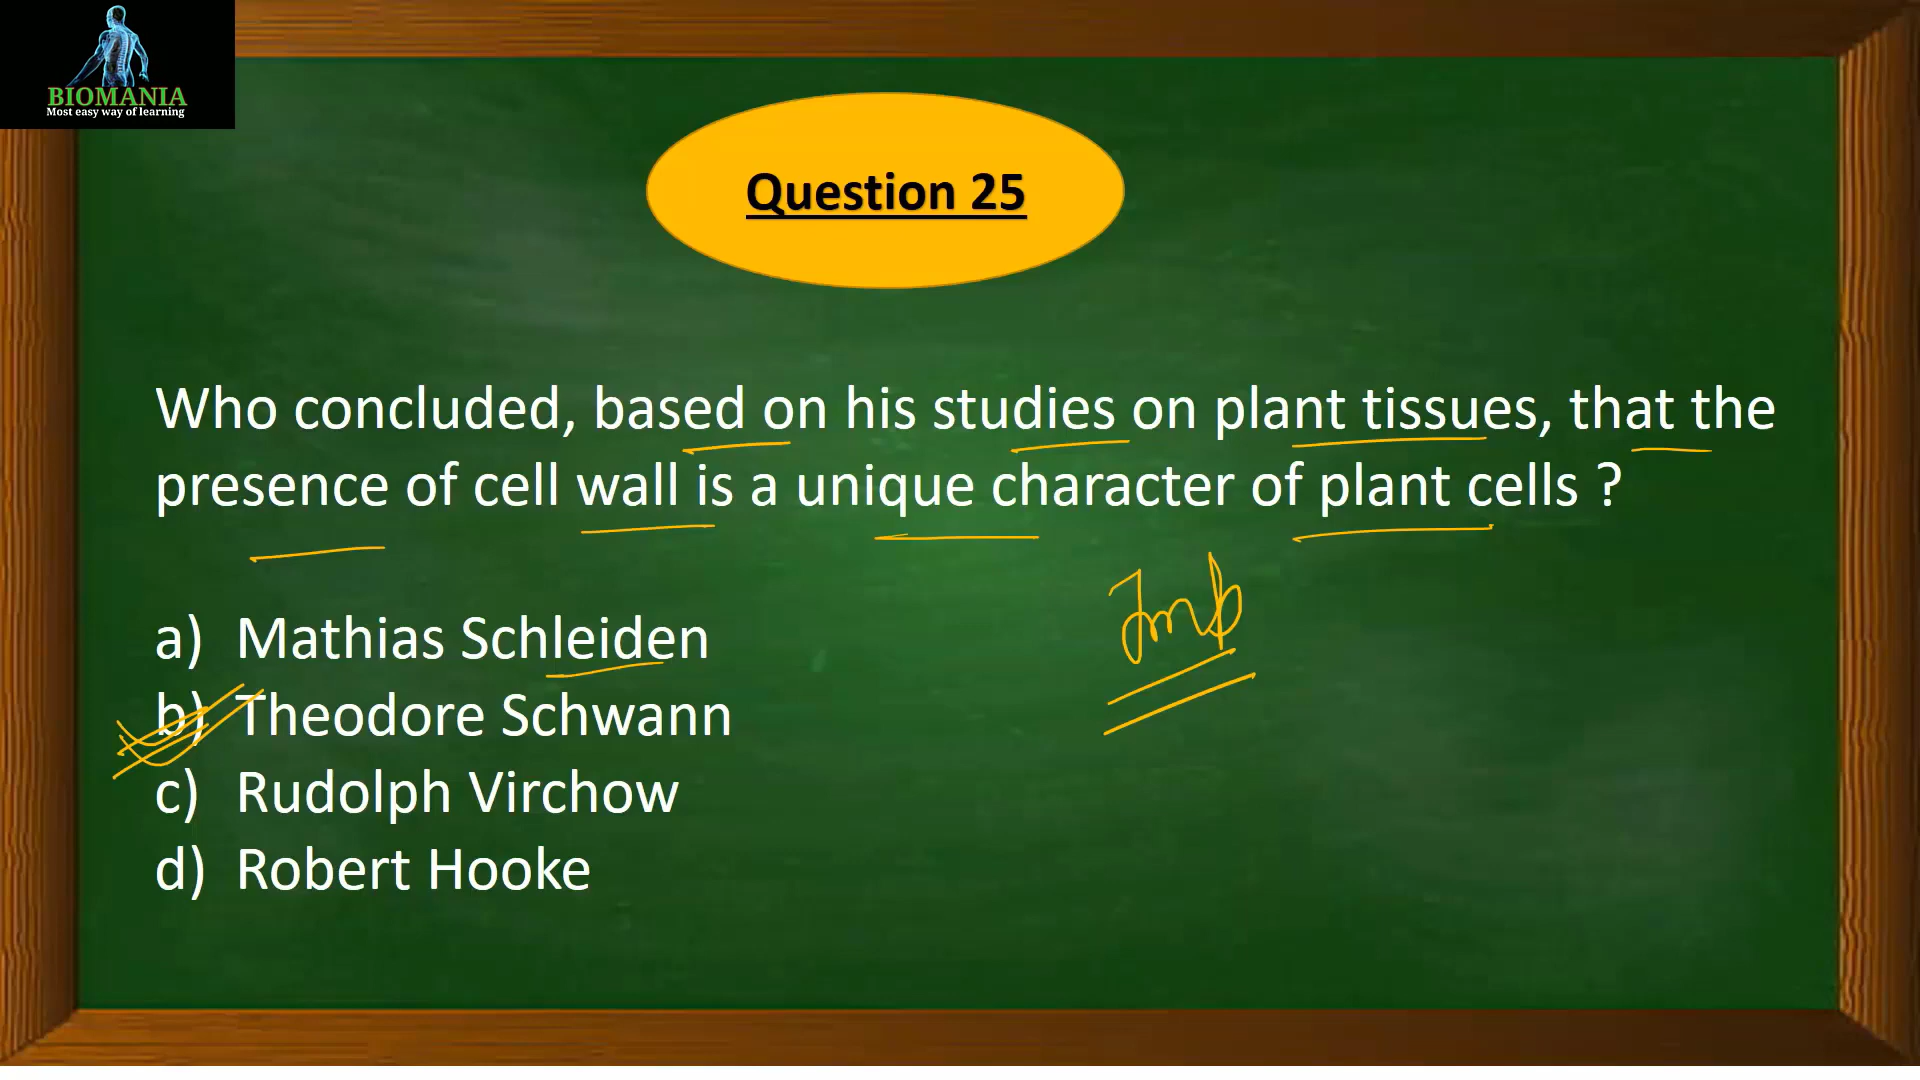 BIOMANIA
Most easy way of learning
Question 25
Who concluded, based on his studies on plant tissues, that the
presence of cell wall is a unique character of plant cells ?
Imp
a) Mathias Schleiden
b) Theodore Schwann
c) Rudolph Virchow
d) Robert Hooke